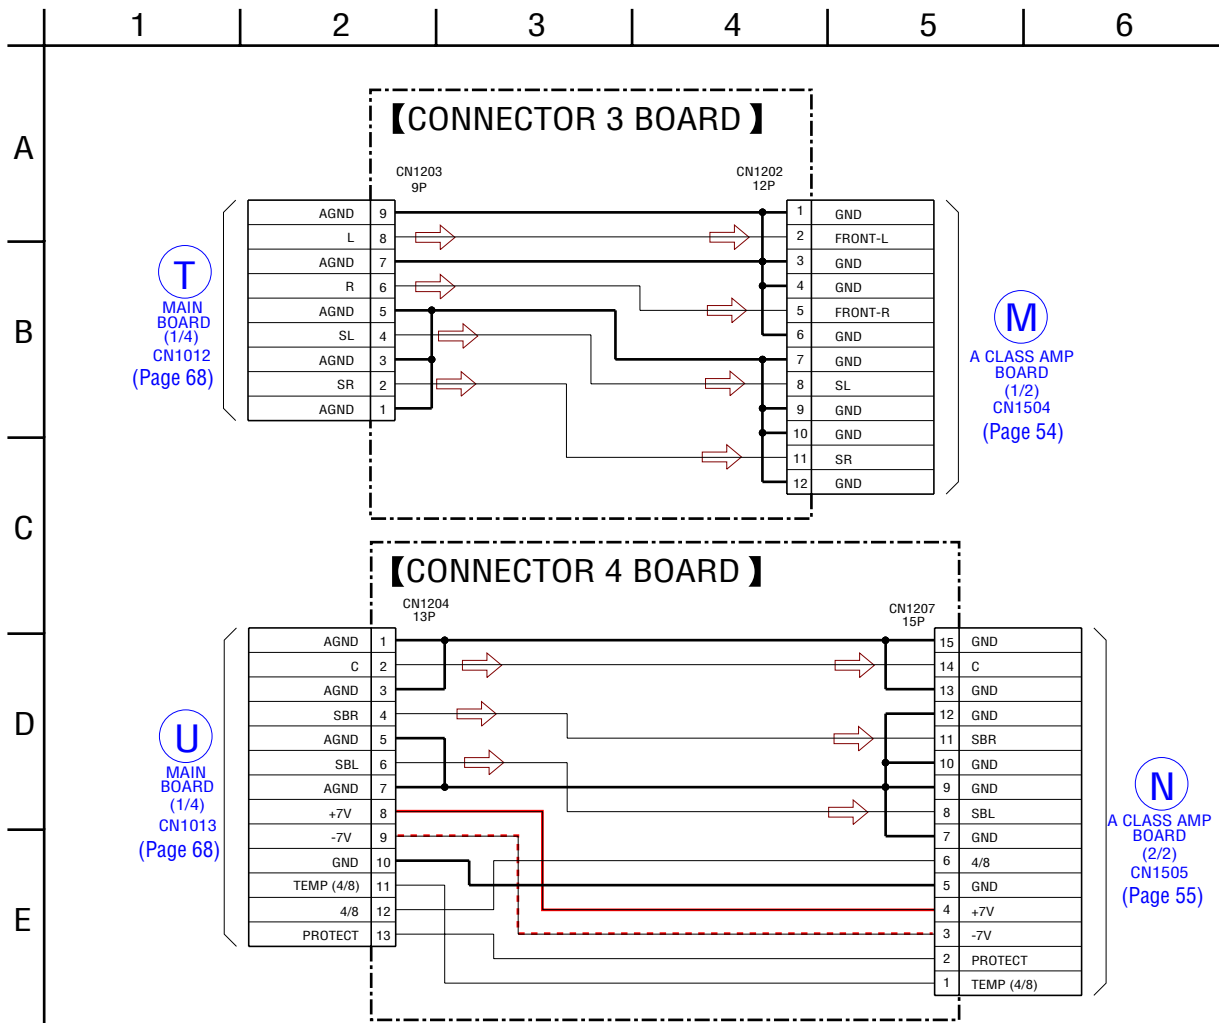 1 2 3 4 5 6
A
B
C
D
E
【CONNECTOR 3 BOARD】
CN1203
9P
CN1202
12P
AGND 9
L 8
AGND 7
R 6
AGND 5
SL 4
AGND 3
SR 2
AGND 1
1 GND
2 FRONT-L
3 GND
4 GND
5 FRONT-R
6 GND
7 GND
8 SL
9 GND
10 GND
11 SR
12 GND
T
MAIN
BOARD
(1/4)
CN1012
(Page 68)
M
A CLASS AMP
BOARD
(1/2)
CN1504
(Page 54)
【CONNECTOR 4 BOARD】
CN1204
13P
CN1207
15P
AGND 1
C 2
AGND 3
SBR 4
AGND 5
SBL 6
AGND 7
+7V 8
-7V 9
GND 10
TEMP (4/8) 11
4/8 12
PROTECT 13
15 GND
14 C
13 GND
12 GND
11 SBR
10 GND
9 GND
8 SBL
7 GND
6 4/8
5 GND
4 +7V
3 -7V
2 PROTECT
1 TEMP (4/8)
U
MAIN
BOARD
(1/4)
CN1013
(Page 68)
N
A CLASS AMP
BOARD
(2/2)
CN1505
(Page 55)